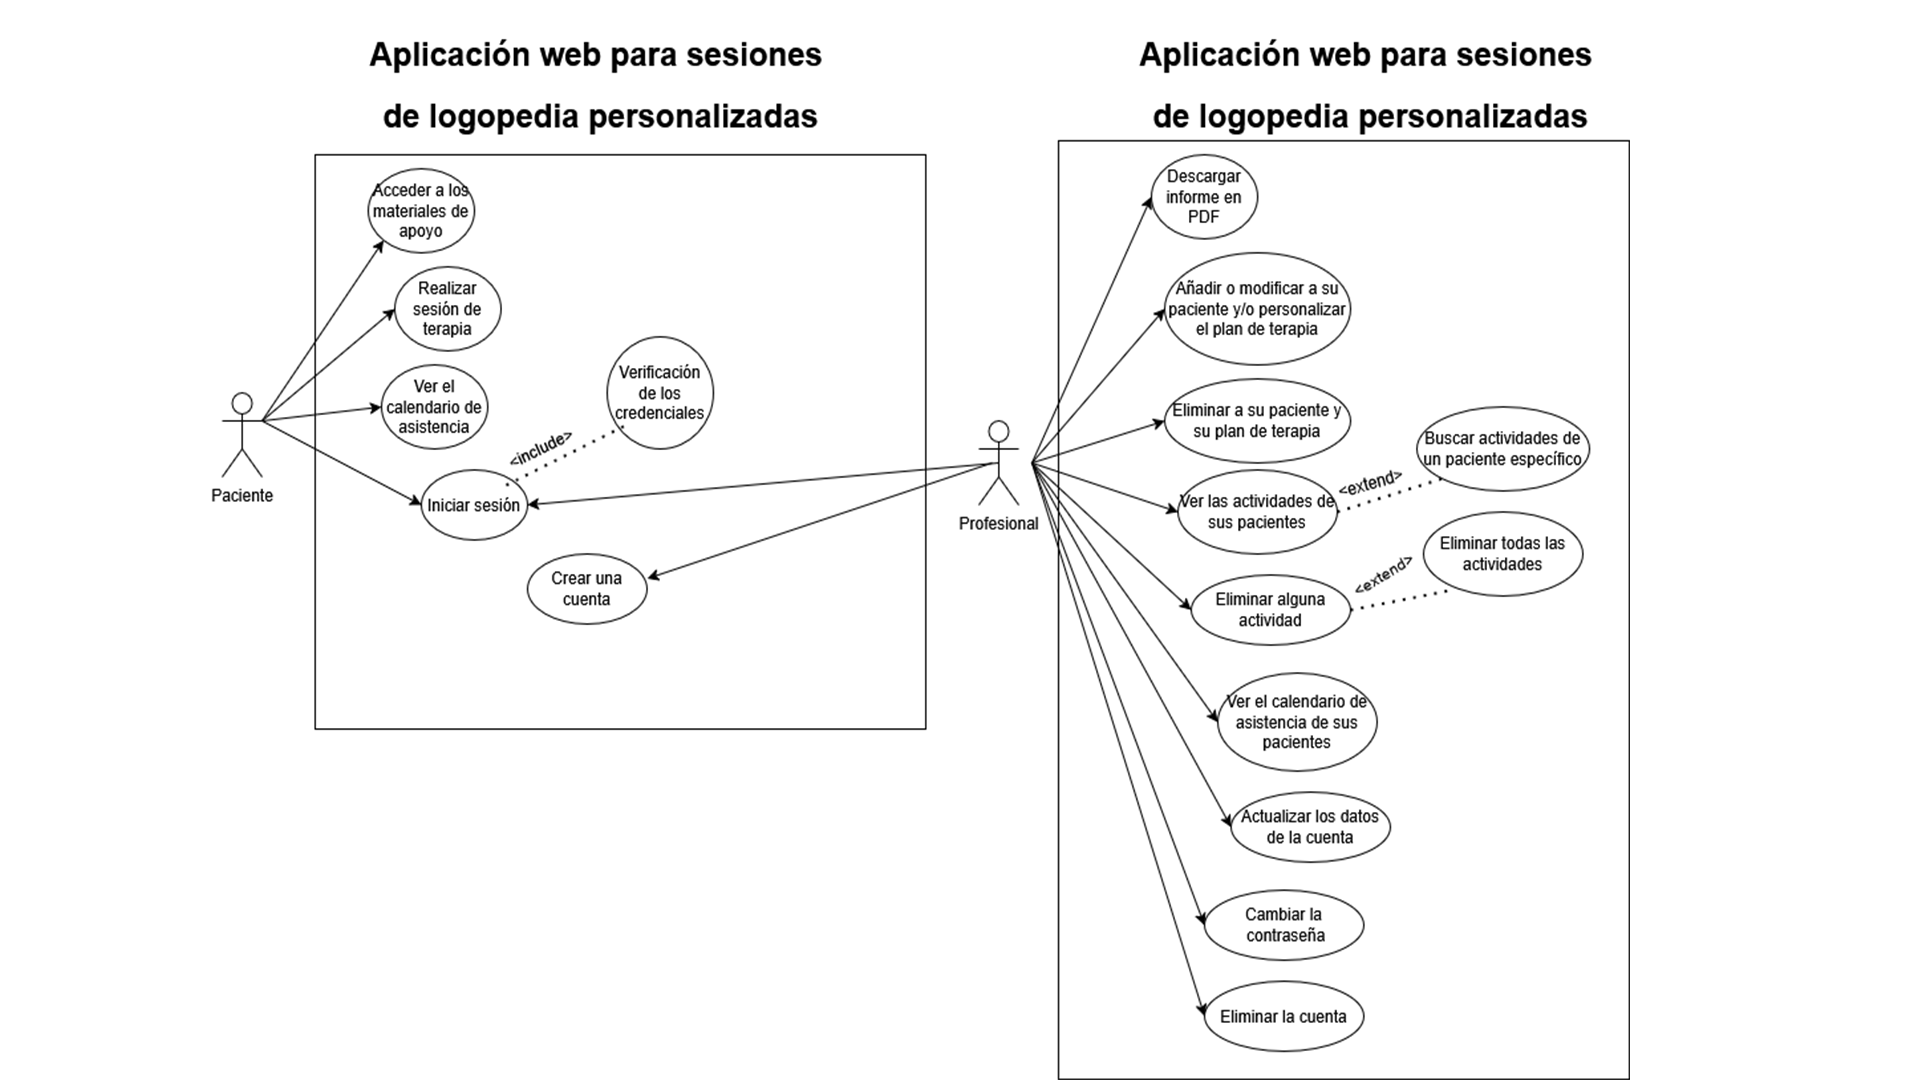 Aplicación web para sesiones
de logopedia personalizadas
Acceder a los
materiales de
apoyo
Realizar
sesión de
terapia
Ver el
calendario de
asistencia
Verificación
de los
credenciales
<include>
Iniciar sesión
Crear una
cuenta
Paciente
Profesional
Aplicación web para sesiones
de logopedia personalizadas
Descargar
informe en
PDF
Añadir o modificar a su
paciente y/o personalizar
el plan de terapia
Eliminar a su paciente y
su plan de terapia
Ver las actividades de
sus pacientes
<extend>
Buscar actividades de
un paciente específico
Eliminar alguna
actividad
<extend>
Eliminar todas las
actividades
Ver el calendario de
asistencia de sus
pacientes
Actualizar los datos
de la cuenta
Cambiar la
contraseña
Eliminar la cuenta